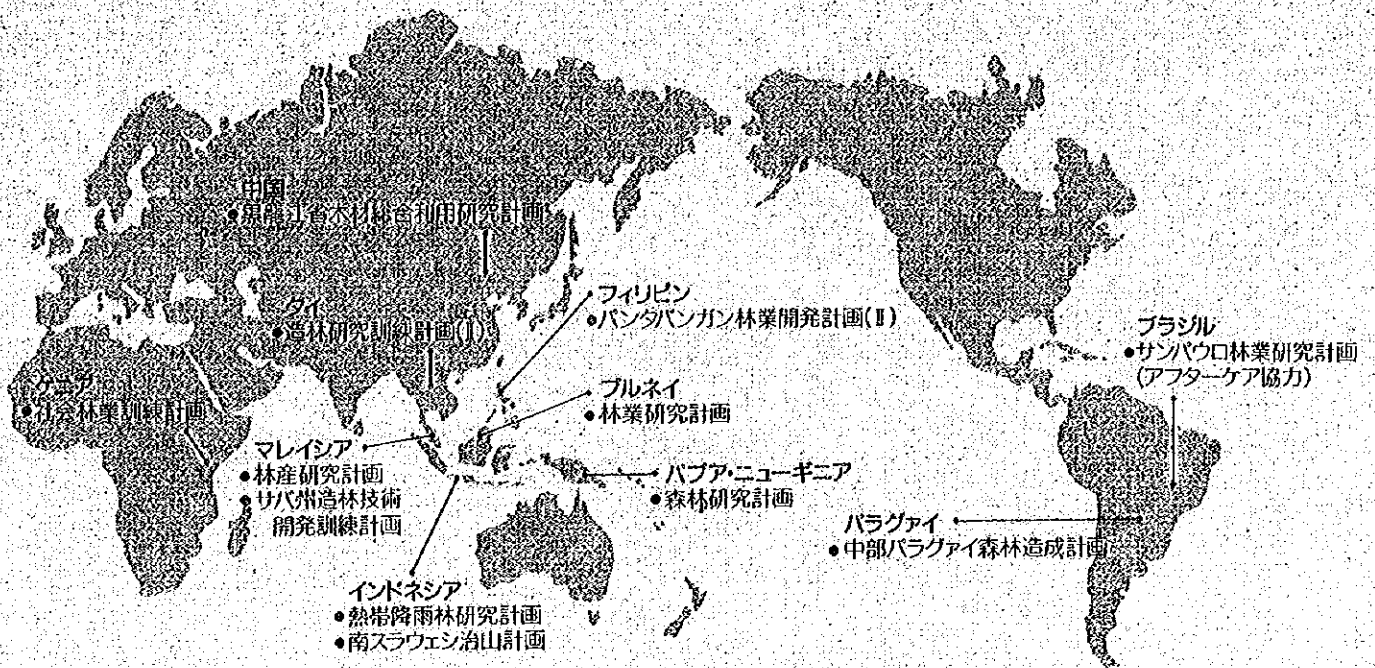 中国
●黒龍江省木材総合利用研究計画
タイ
●造林研究訓練計画(Ⅱ)
ケニア
●社会林業訓練計画
マレイシア
●林産研究計画
●サバ州造林技術
開発訓練計画
インドネシア
●熱帯降雨林研究計画
●南スラウェシ治山計画
フィリピン
●パンタバンガン林業開発計画(Ⅱ)
ブルネイ
●林業研究計画
パプア・ニューギニア
●森林研究計画
ブラジル
●サンパウロ林業研究計画
(アフターケア協力)
パラグァイ
●中部パラグァイ森林造成計画